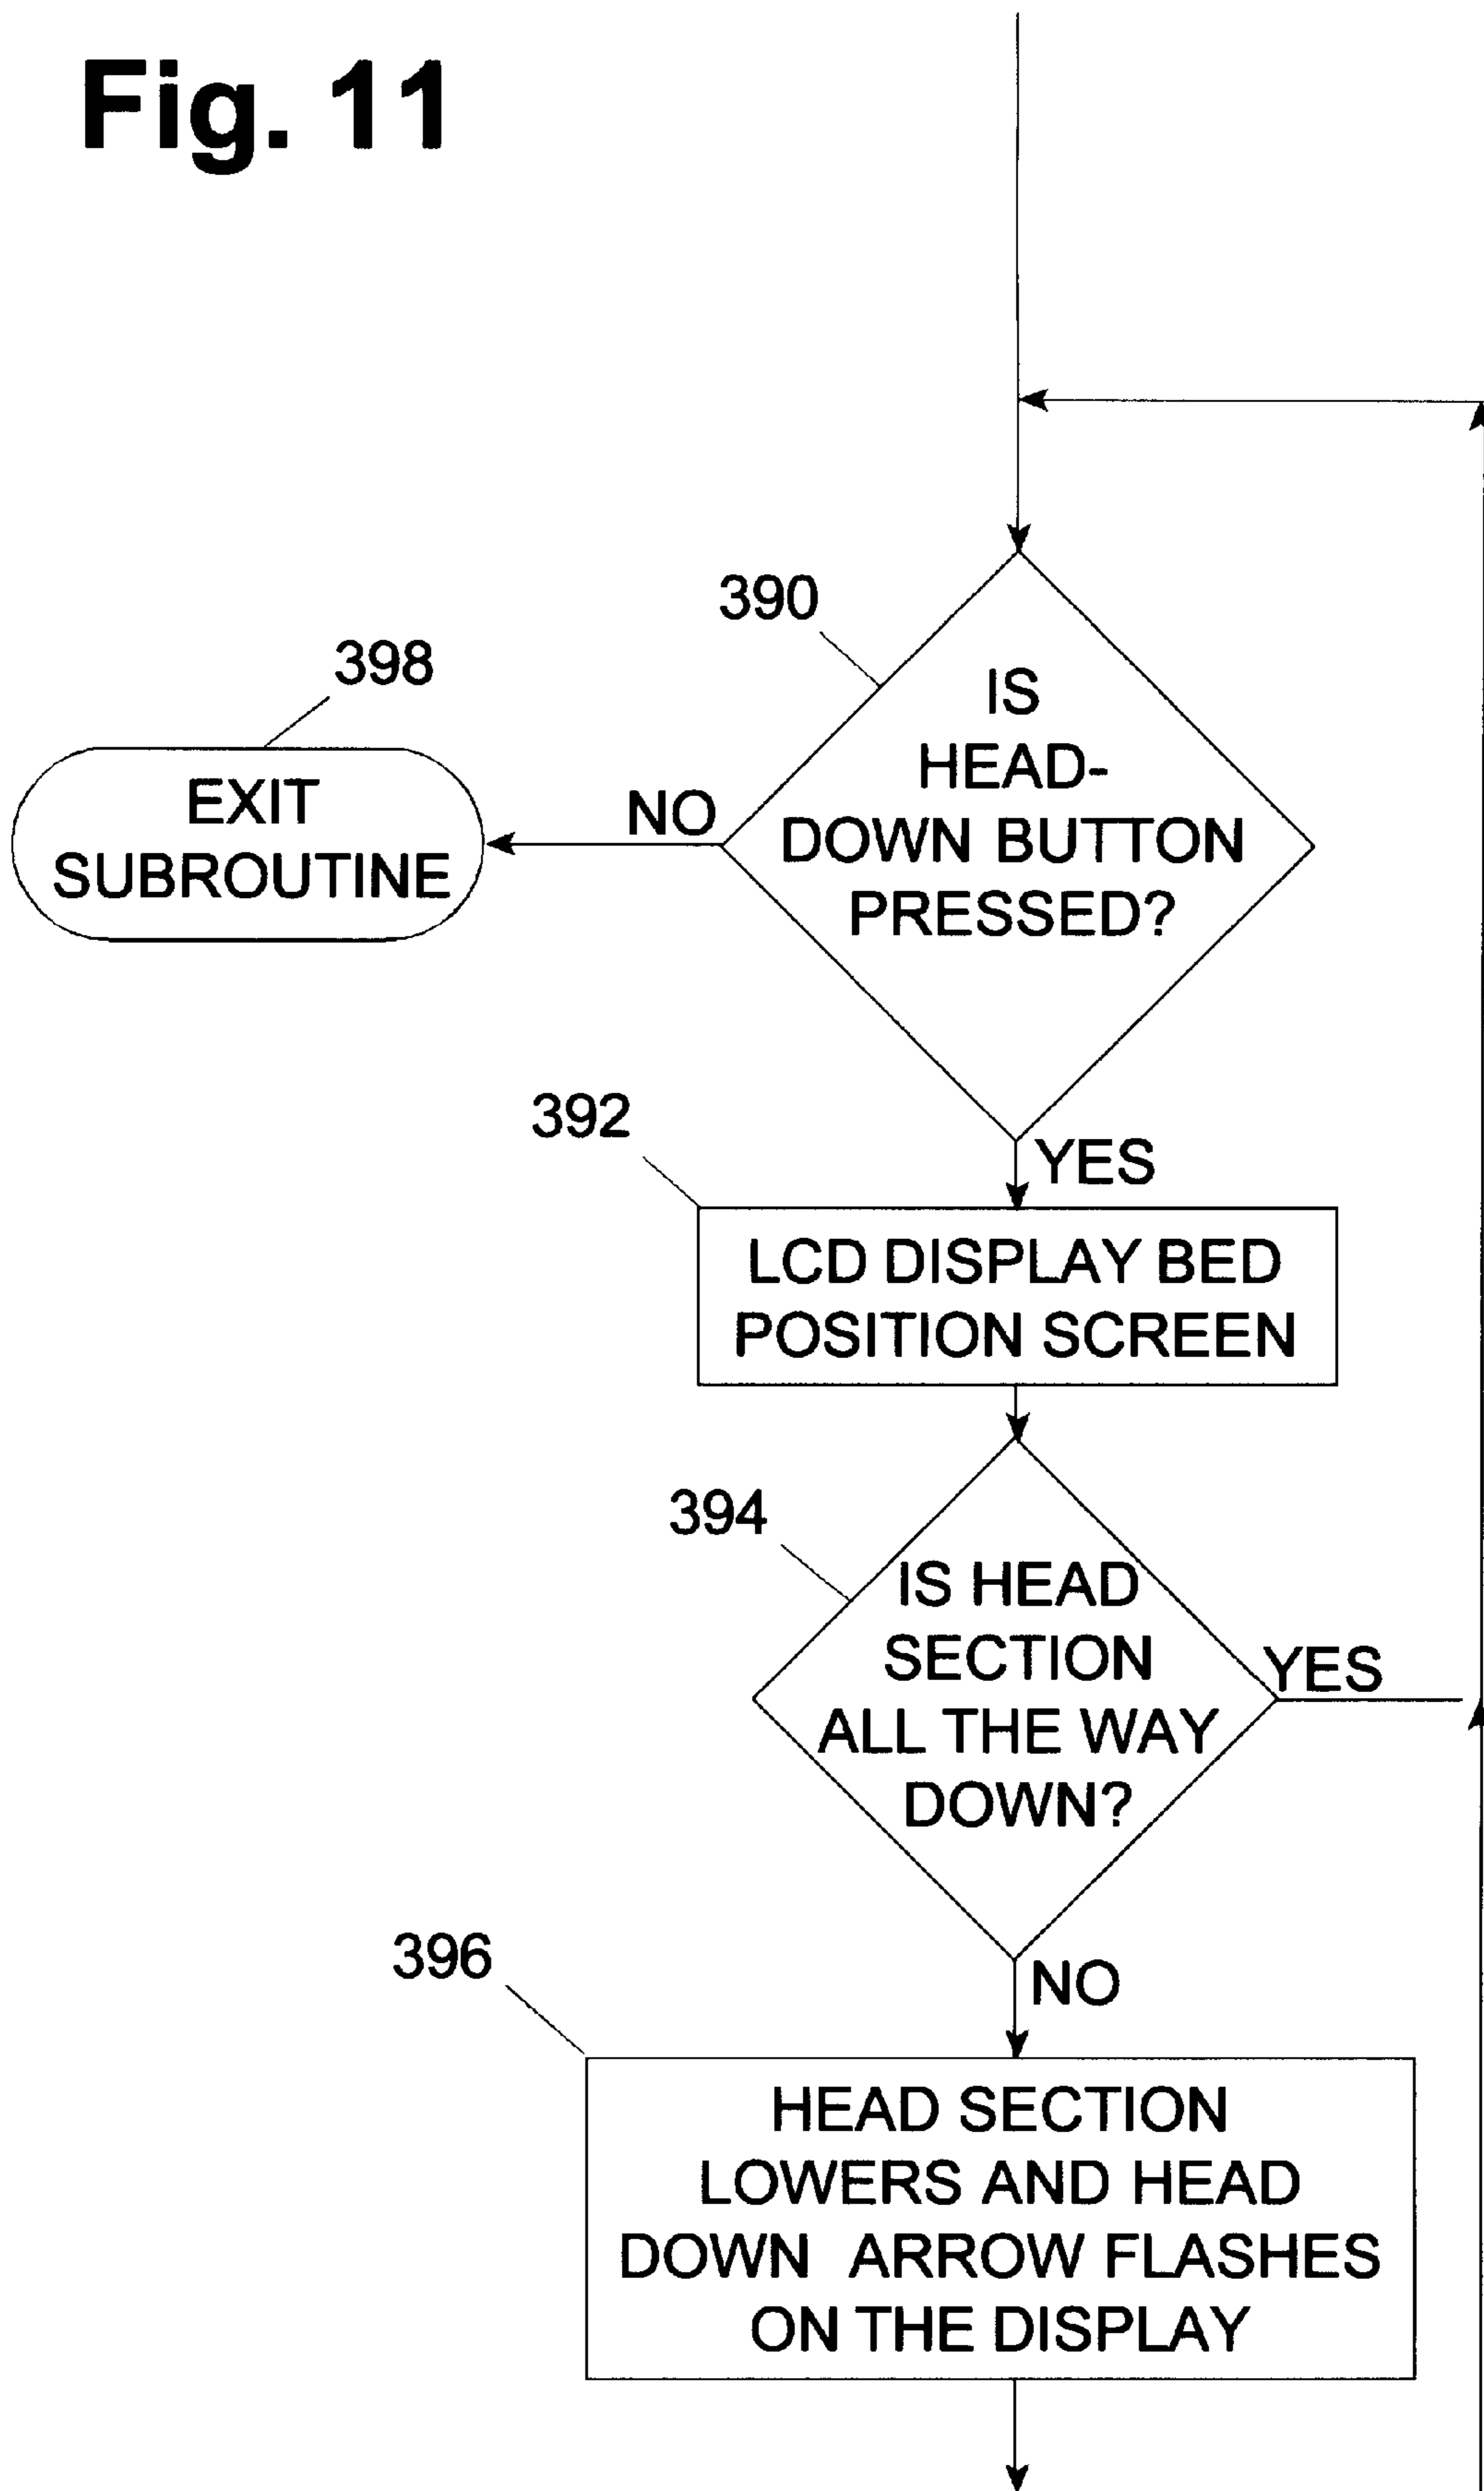 Fig. 11
390
398
IS
HEAD-
DOWN BUTTON
PRESSED?
NO
EXIT
SUBROUTINE
392
YES
LCD DISPLAY BED
POSITION SCREEN
394
IS HEAD
SECTION
ALL THE WAY
DOWN?
YES
396
NO
HEAD SECTION
LOWERS AND HEAD
DOWN ARROW FLASHES
ON THE DISPLAY